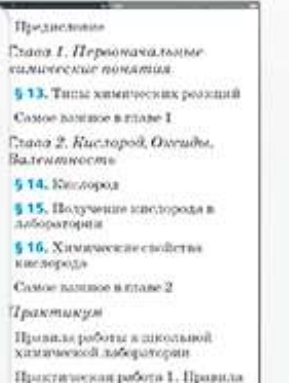 Предисловие
Глава 1. Первоначальные
химические понятия
§ 13. Типы химических реакций
Самое важное в главе 1
Глава 2. Кислород. Оксиды.
Валентность
§ 14. Кислород
§ 15. Получение кислорода в
лаборатории
§ 16. Химические свойства
кислорода
Самое важное в главе 2
Практикум
Правила работы в школьной
химической лаборатории
Практическая работа 1. Правила